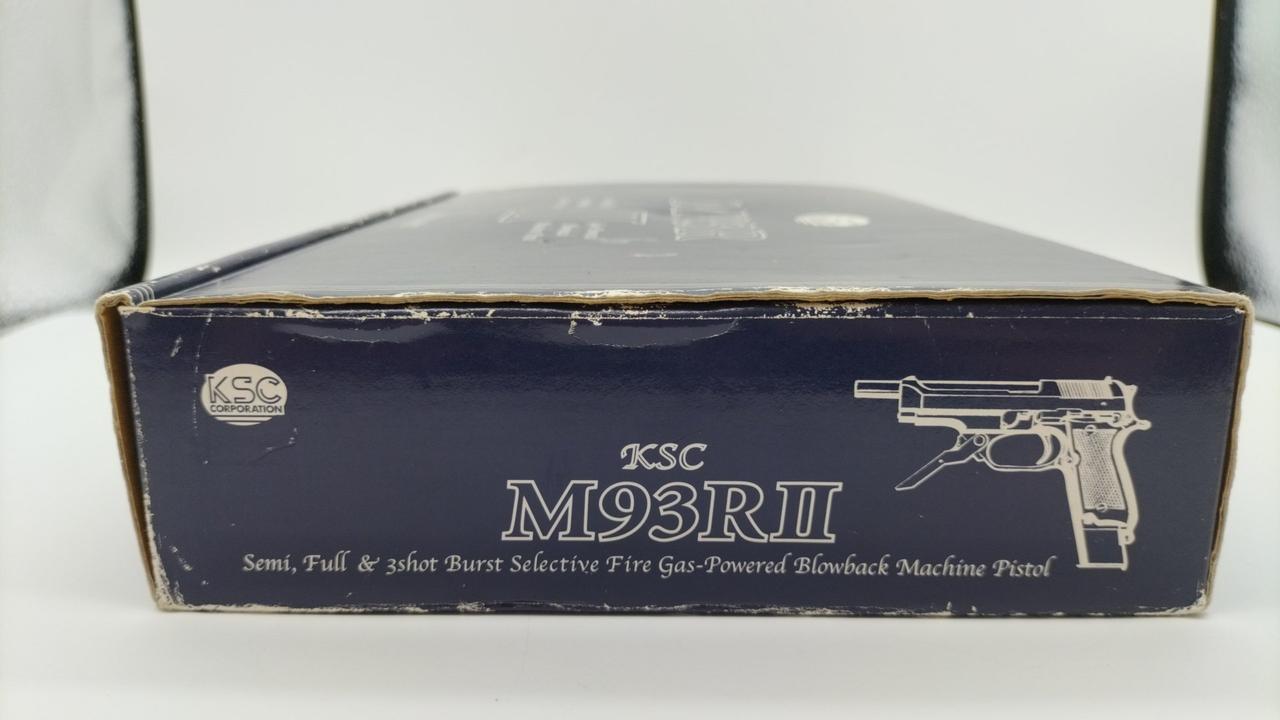 KSC
CORPORATION
KSC
M93RII
Semi, Full & 3shot Burst Selective Fire Gas-Powered Blowback Machine Pistol